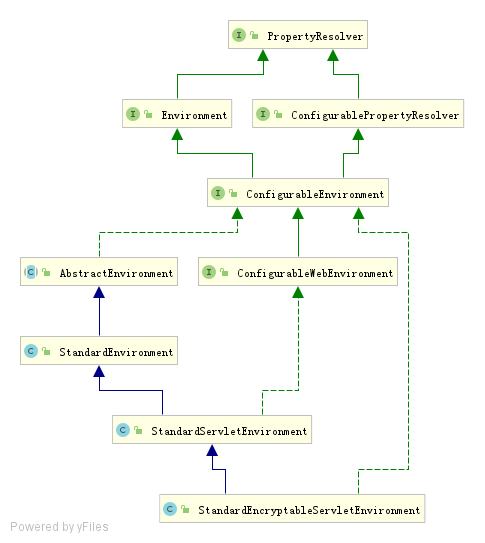 I PropertyResolver
I Environment
I ConfigurablePropertyResolver
I ConfigurableEnvironment
C AbstractEnvironment
I ConfigurableWebEnvironment
C StandardEnvironment
C StandardServletEnvironment
C StandardEncryptableServletEnvironment
Powered by yFiles